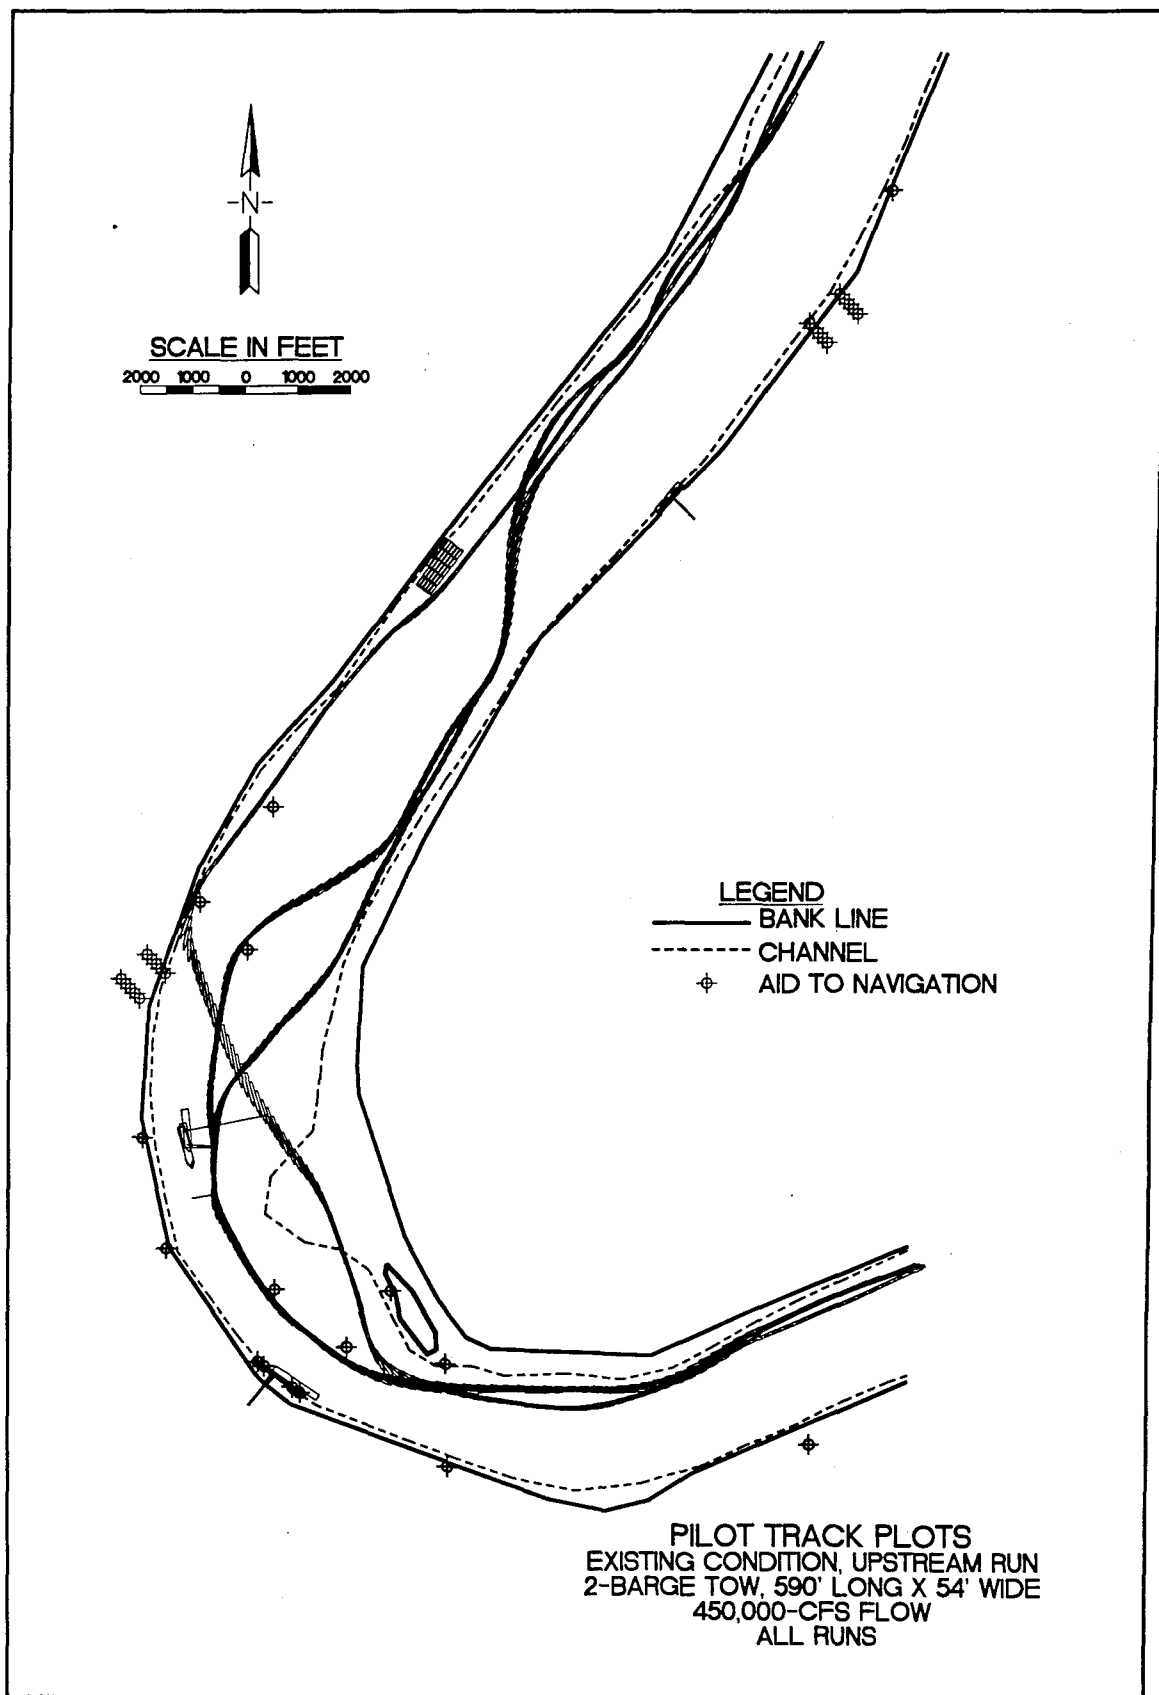 -N-
SCALE IN FEET
2000 1000 0 1000 2000
LEGEND
BANK LINE
CHANNEL
AID TO NAVIGATION
PILOT TRACK PLOTS
EXISTING CONDITION, UPSTREAM RUN
2-BARGE TOW, 590' LONG X 54' WIDE
450,000-CFS FLOW
ALL RUNS